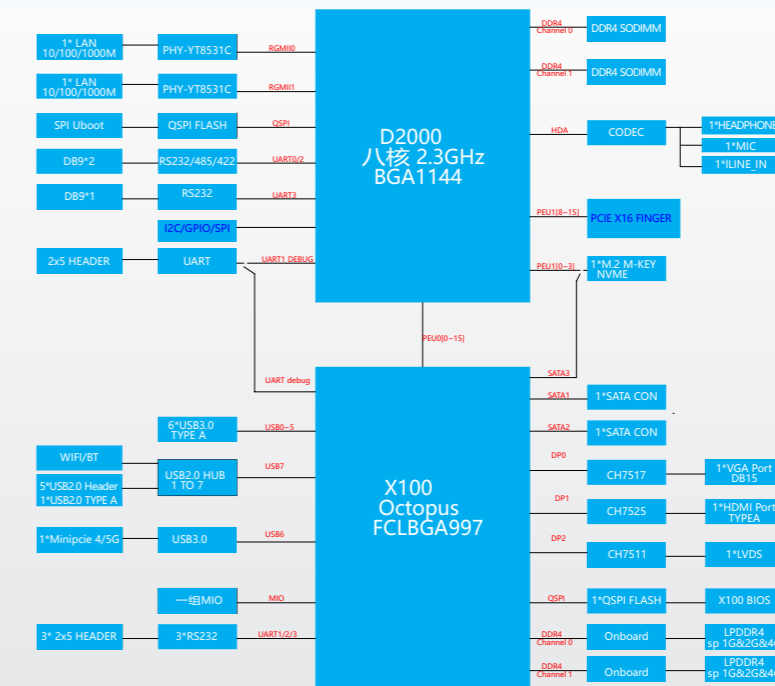 1* LAN
10/100/1000M
PHY-YT8531C
RGMII0
1* LAN
10/100/1000M
PHY-YT8531C
RGMII1
SPI Uboot
QSPI FLASH
QSPI
DB9*2
RS232/485/422
UART0/2
DB9*1
RS232
UART3
I2C/GPIO/SPI
2x5 HEADER
UART
UART1 DEBUG
D2000
八核 2.3GHz
BGA1144
DDR4
Channel 0
DDR4 SODIMM
DDR4
Channel 1
DDR4 SODIMM
HDA
CODEC
1*HEADPHONE
1*MIC
1*ILINE_IN
PEU1[8~15]
PCIE X16 FINGER
PEU1[0~3]
1*M.2 M-KEY
NVME
PEU0[0~15]
UART debug
6*USB3.0
TYPE A
USB0~5
WIFI/BT
5*USB2.0 Header
1*USB2.0 TYPE A
USB2.0 HUB
1 TO 7
USB7
1*Minipcie 4/5G
USB3.0
USB6
一组MIO
MIO
3* 2x5 HEADER
3*RS232
UART1/2/3
X100
Octopus
FCLBGA997
SATA3
SATA1
1*SATA CON
SATA2
1*SATA CON
DP0
CH7517
1*VGA Port
DB15
DP1
CH7525
1*HDMI Port
TYPEA
DP2
CH7511
1*LVDS
QSPI
1*QSPI FLASH
X100 BIOS
DDR4
Channel 0
Onboard
LPDDR4
sp 1G&2G&4G
DDR4
Channel 1
Onboard
LPDDR4
sp 1G&2G&4G